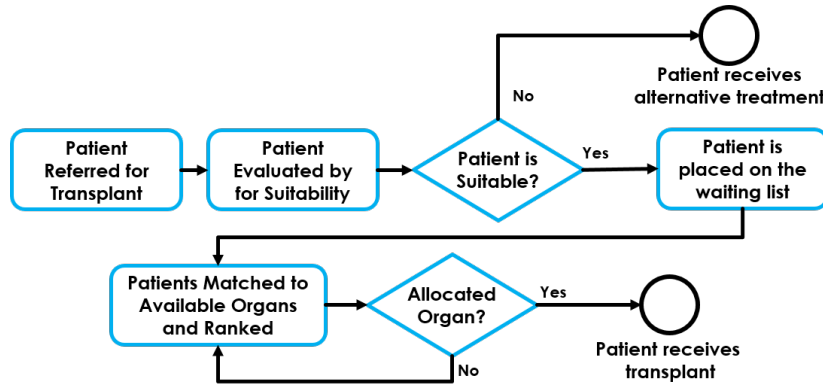 Patient receives
alternative treatment
No
Patient
Referred for
Transplant
Patient
Evaluated by
for Suitability
Patient is
Suitable?
Yes
Patient is
placed on the
waiting list
Patients Matched to
Available Organs
and Ranked
Allocated
Organ?
Yes
No
Patient receives
transplant